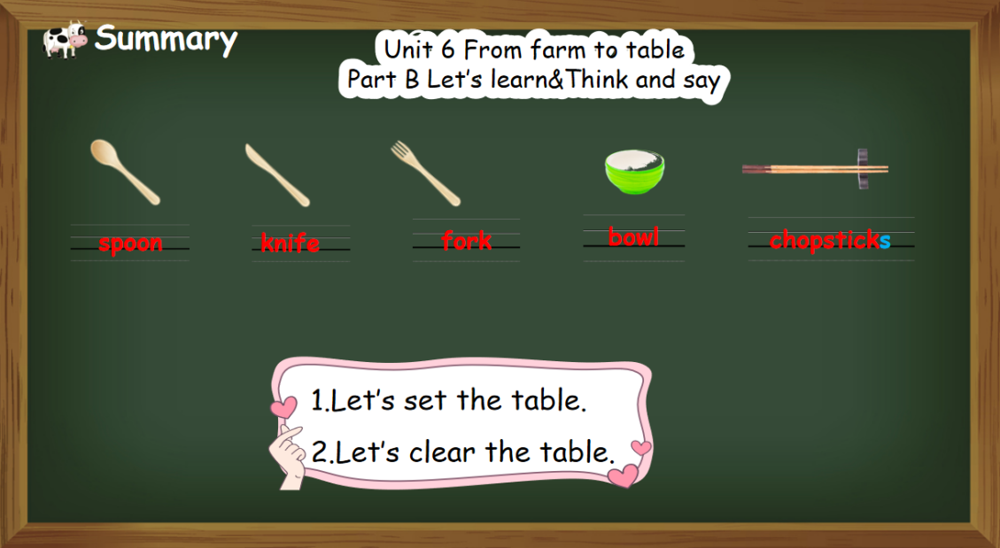 Summary
Unit 6 From farm to table
Part B Let's learn&Think and say
spoon
knife
fork
bowl
chopsticks
1.Let's set the table.
2.Let's clear the table.